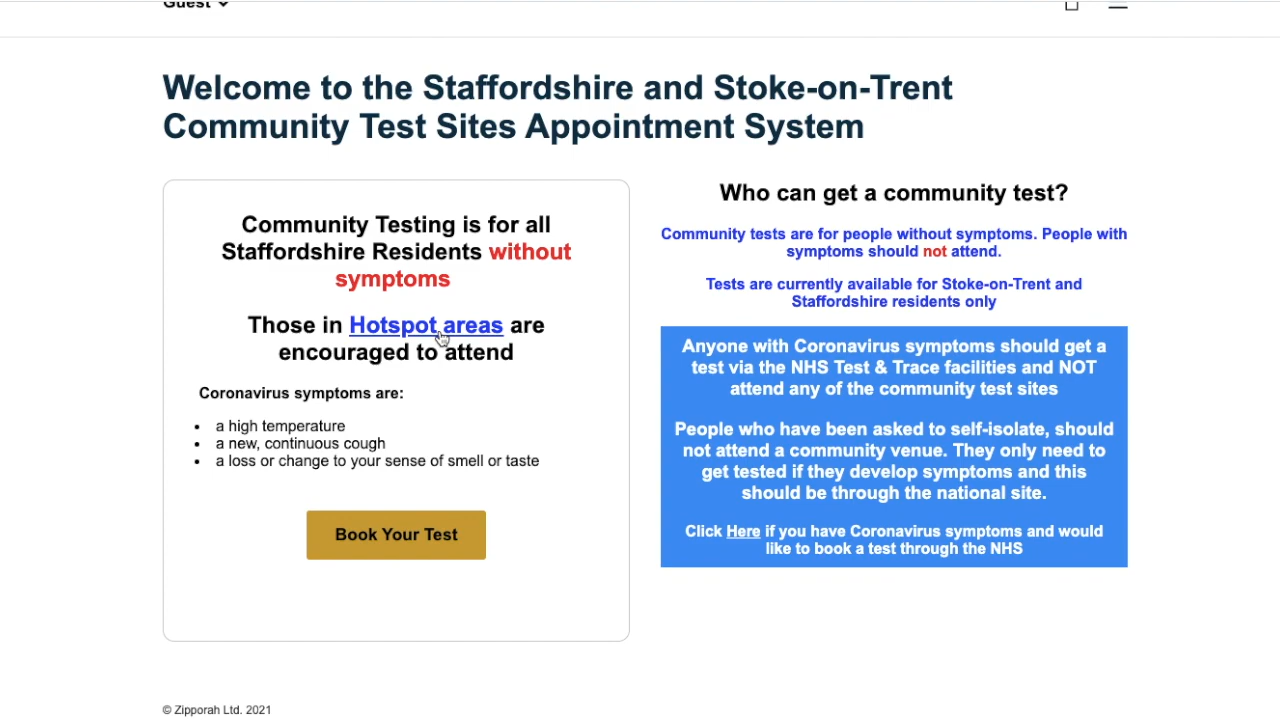 Guest
Welcome to the Staffordshire and Stoke-on-Trent
Community Test Sites Appointment System
Community Testing is for all
Staffordshire Residents without
symptoms
Those in Hotspot areas are
encouraged to attend
Coronavirus symptoms are:
• a high temperature
• a new, continuous cough
• a loss or change to your sense of smell or taste
Book Your Test
Who can get a community test?
Community tests are for people without symptoms. People with
symptoms should not attend.
Tests are currently available for Stoke-on-Trent and
Staffordshire residents only
Anyone with Coronavirus symptoms should get a
test via the NHS Test & Trace facilities and NOT
attend any of the community test sites
People who have been asked to self-isolate, should
not attend a community venue. They only need to
get tested if they develop symptoms and this
should be through the national site.
Click Here if you have Coronavirus symptoms and would
like to book a test through the NHS
© Zipporah Ltd. 2021